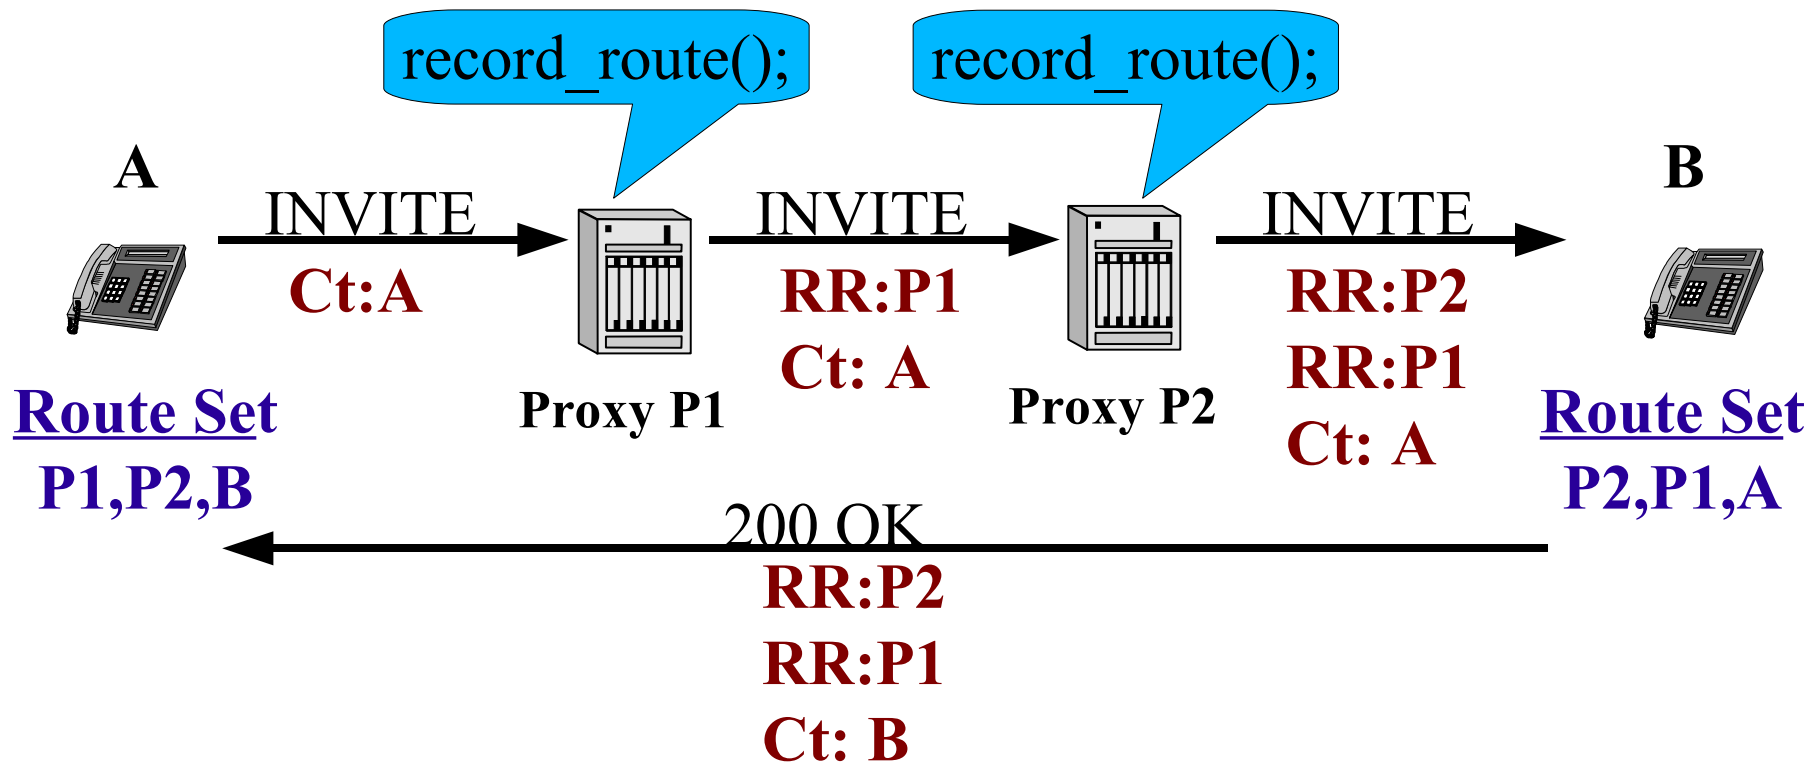 record_route();
record_route();
A
B
INVITE
INVITE
INVITE
Ct:A
RR:P1
Ct: A
RR:P2
RR:P1
Ct: A
Proxy P1
Proxy P2
Route Set
P1,P2,B
Route Set
P2,P1,A
200 OK
RR:P2
RR:P1
Ct: B